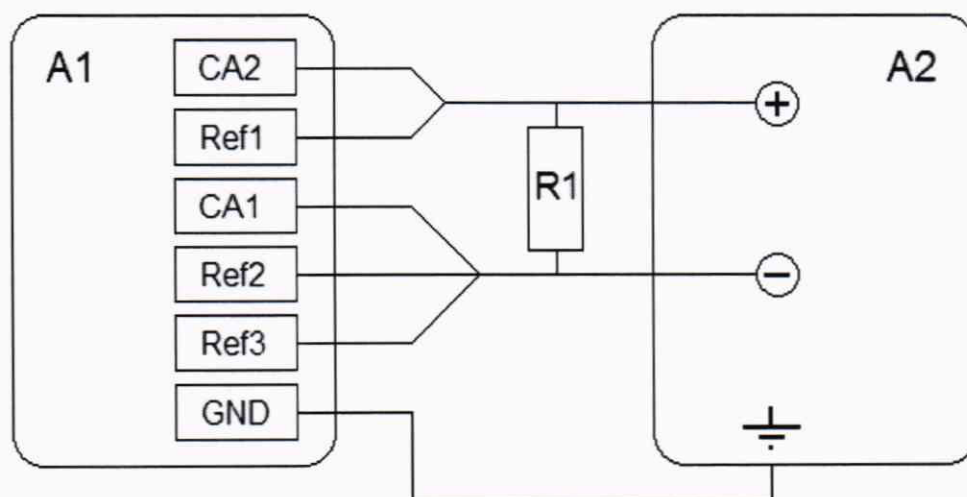 A1
CA2
Ref1
CA1
Ref2
Ref3
GND
R1
A2
+
−